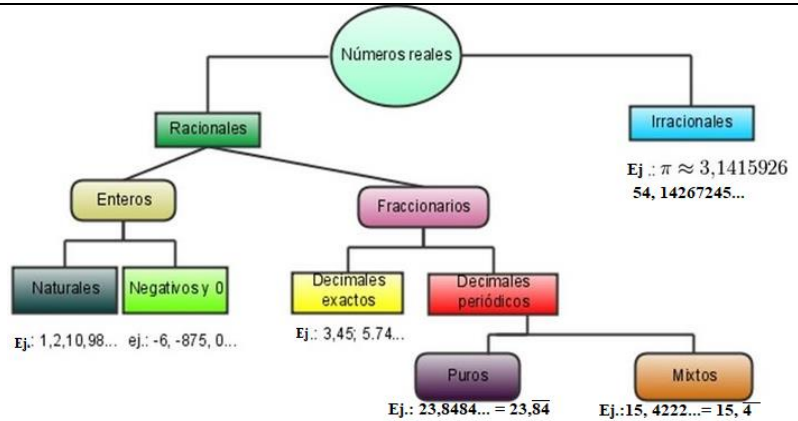 Números reales
Racionales
Irracionales
Ej .: π ≈ 3,1415926
54, 14267245...
Enteros
Fraccionarios
Naturales
Negativos y 0
Decimales
exactos
Decimales
periódicos
Ej.: 1,2,10,98...
ej.: -6, -875, 0...
Ej.: 3,45; 5.74...
Puros
Mixtos
Ej.: 23,8484... = 23,8̅4̅
Ej.:15, 4222...= 15, 4̅